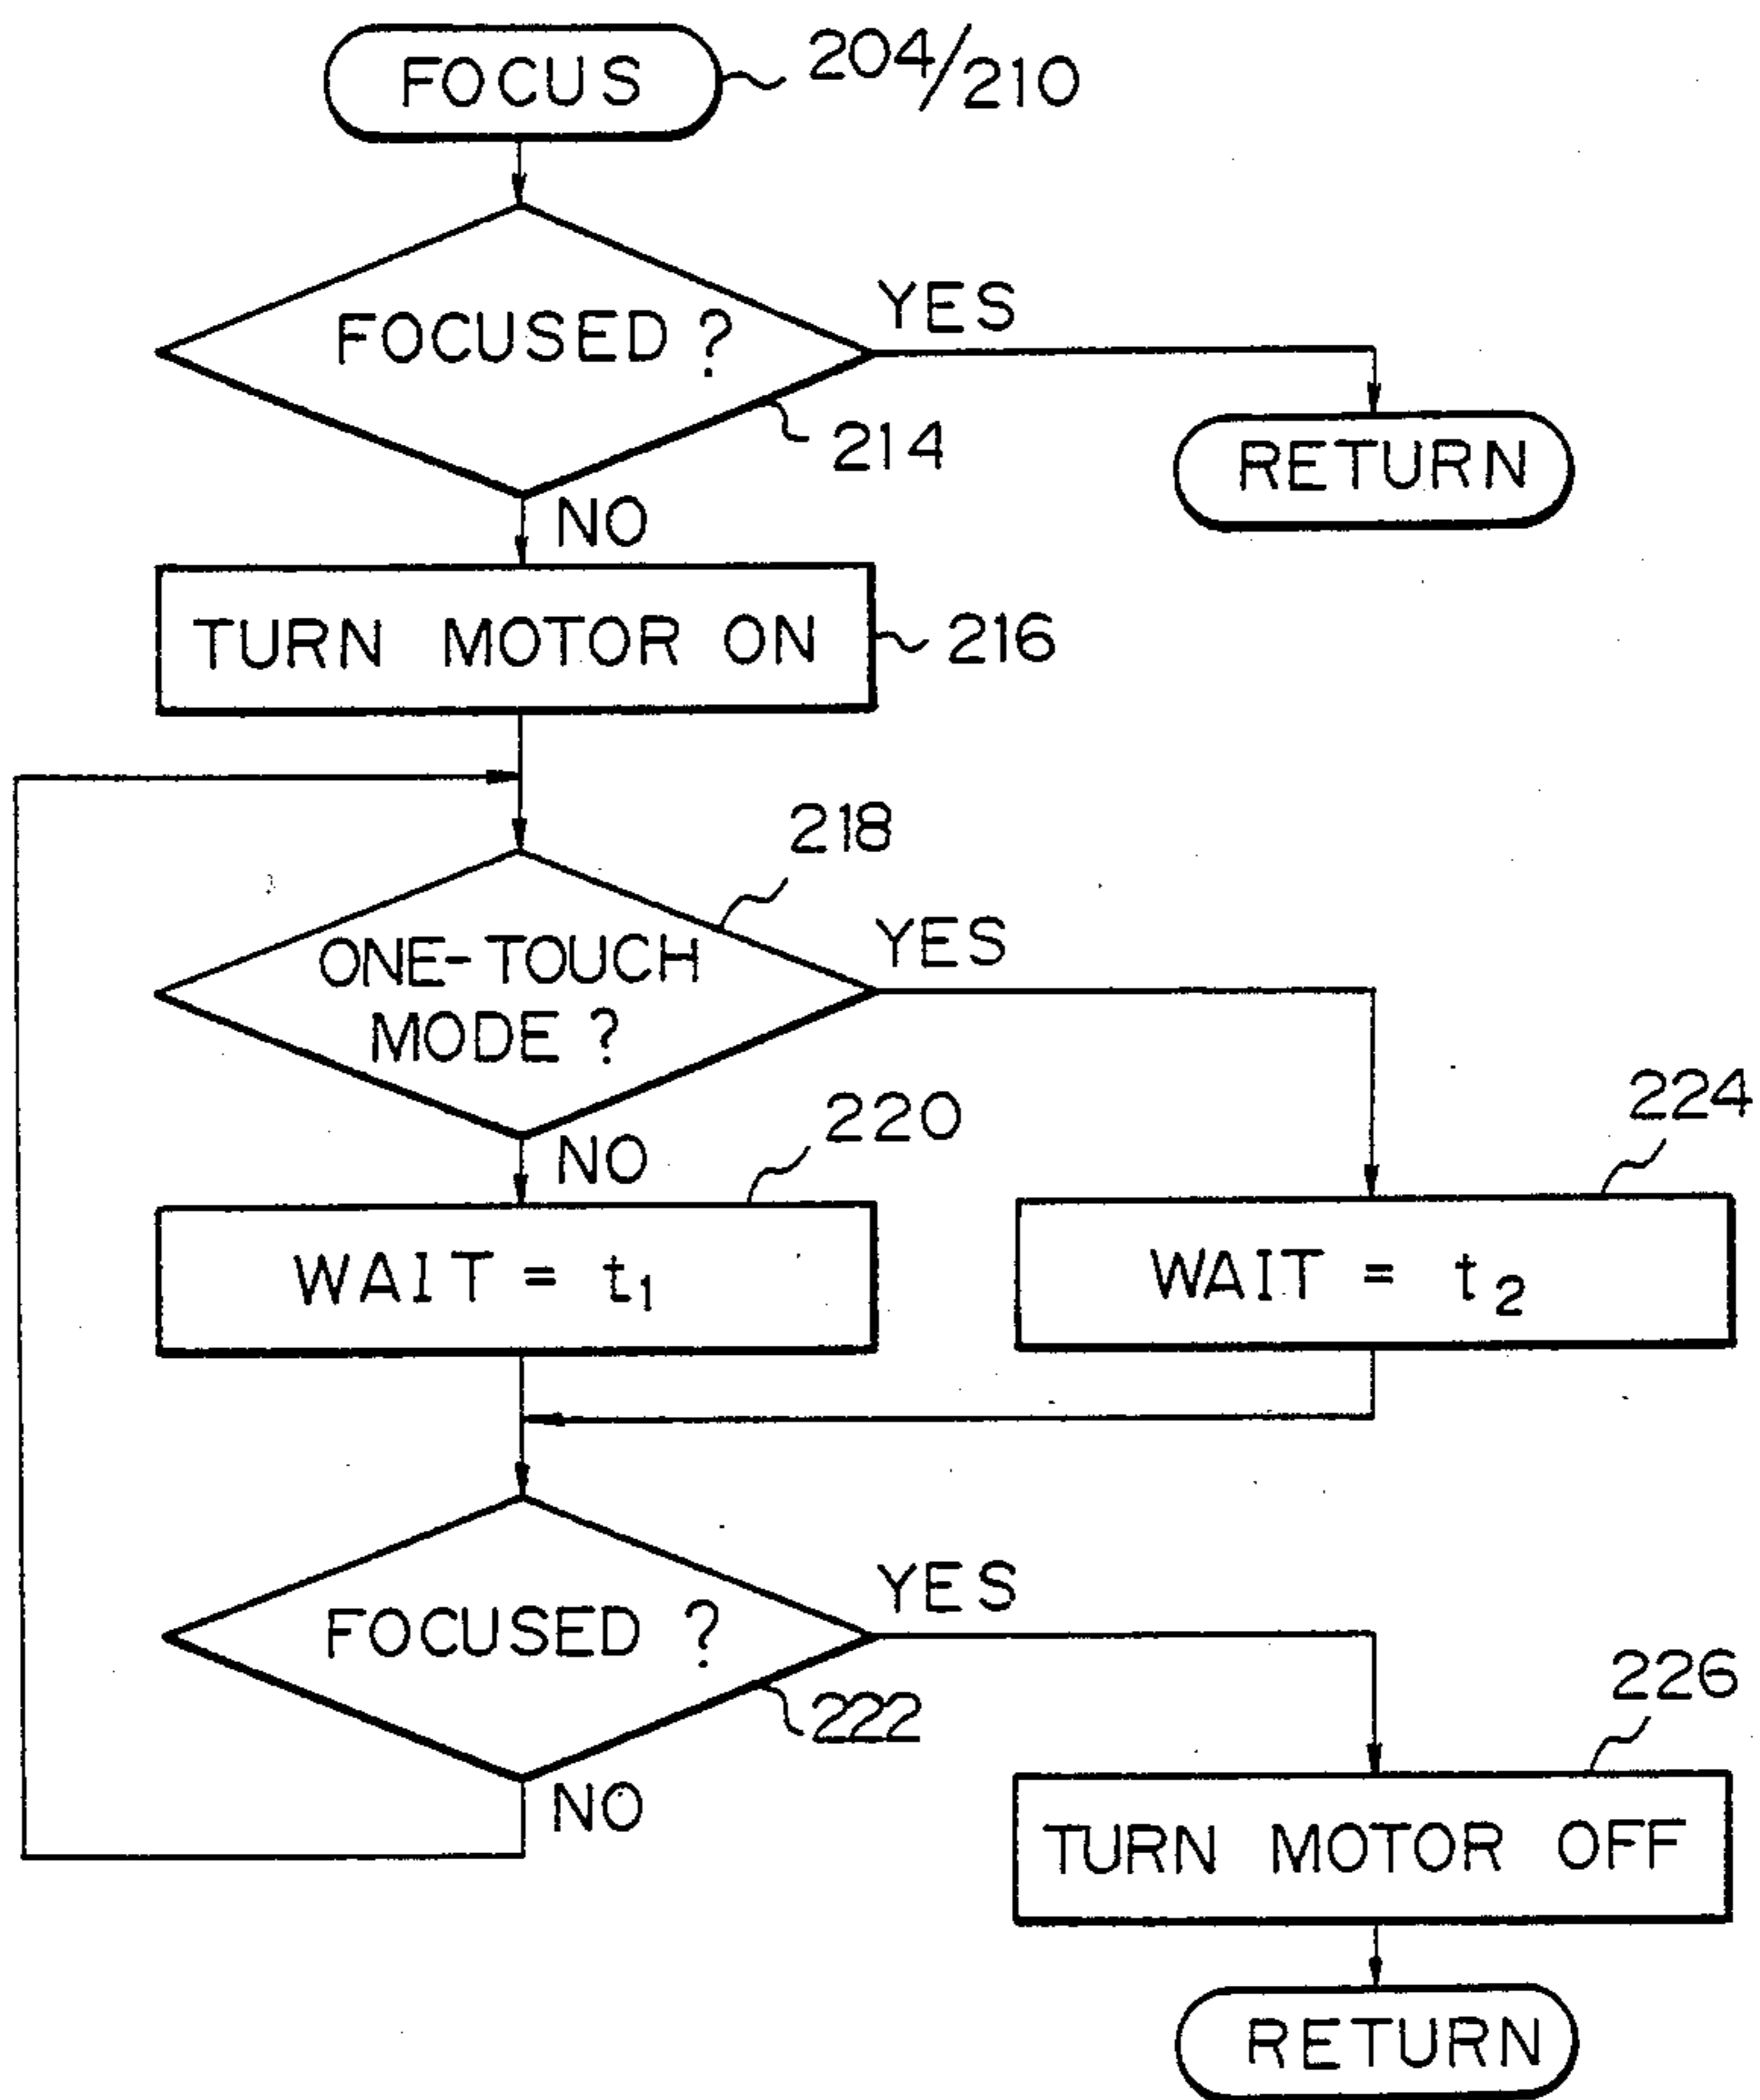 FOCUS
204/210
FOCUSED ?
YES
214
RETURN
NO
TURN MOTOR ON
216
218
ONE-TOUCH
MODE ?
YES
220
224
NO
WAIT = t1
WAIT = t2
FOCUSED ?
YES
222
226
NO
TURN MOTOR OFF
RETURN